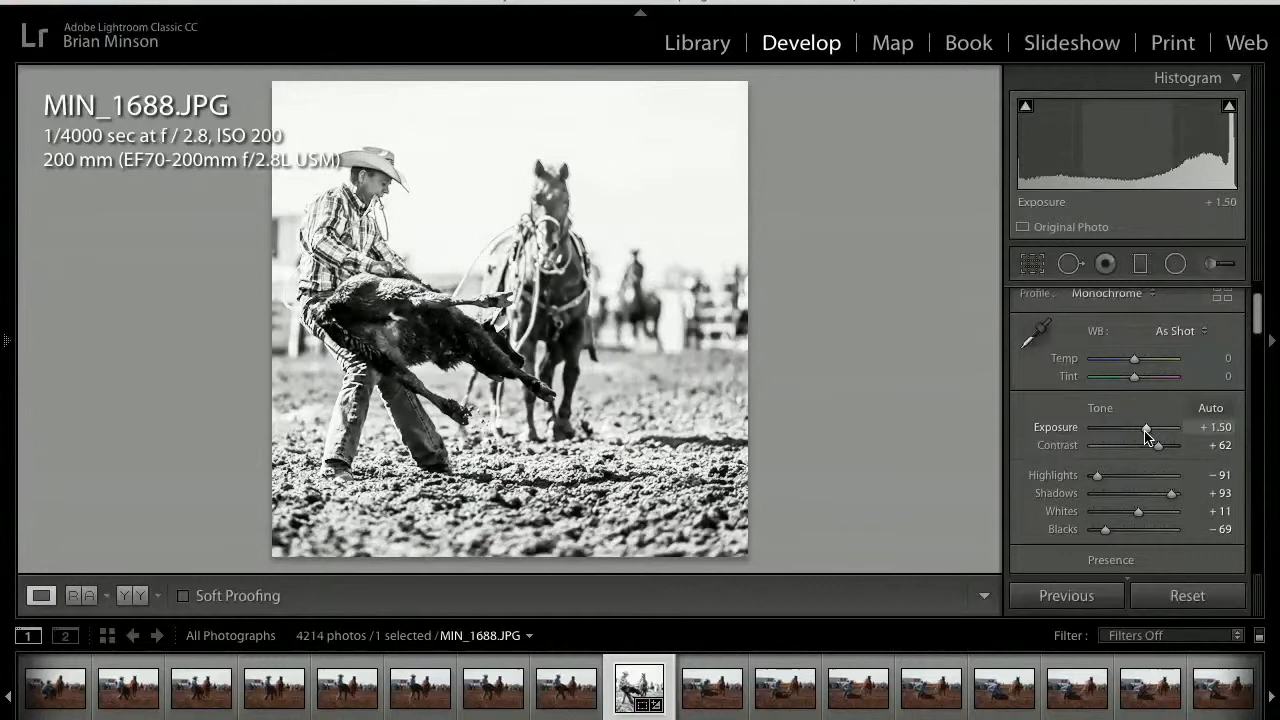 Lr
Adobe Lightroom Classic CC
Brian Minson
Library | Develop | Map | Book | Slideshow | Print | Web
MIN_1688.JPG
1/4000 sec at f / 2.8, ISO 200
200 mm (EF70-200mm f/2.8L USM)
Histogram
Exposure + 1.50
Original Photo
Profile : Monochrome
WB : As Shot
Temp 0
Tint 0
Tone Auto
Exposure + 1.50
Contrast + 62
Highlights − 91
Shadows + 93
Whites + 11
Blacks − 69
Presence
R A Y Y Soft Proofing
Previous Reset
1 2 All Photographs 4214 photos / 1 selected / MIN_1688.JPG Filter : Filters Off